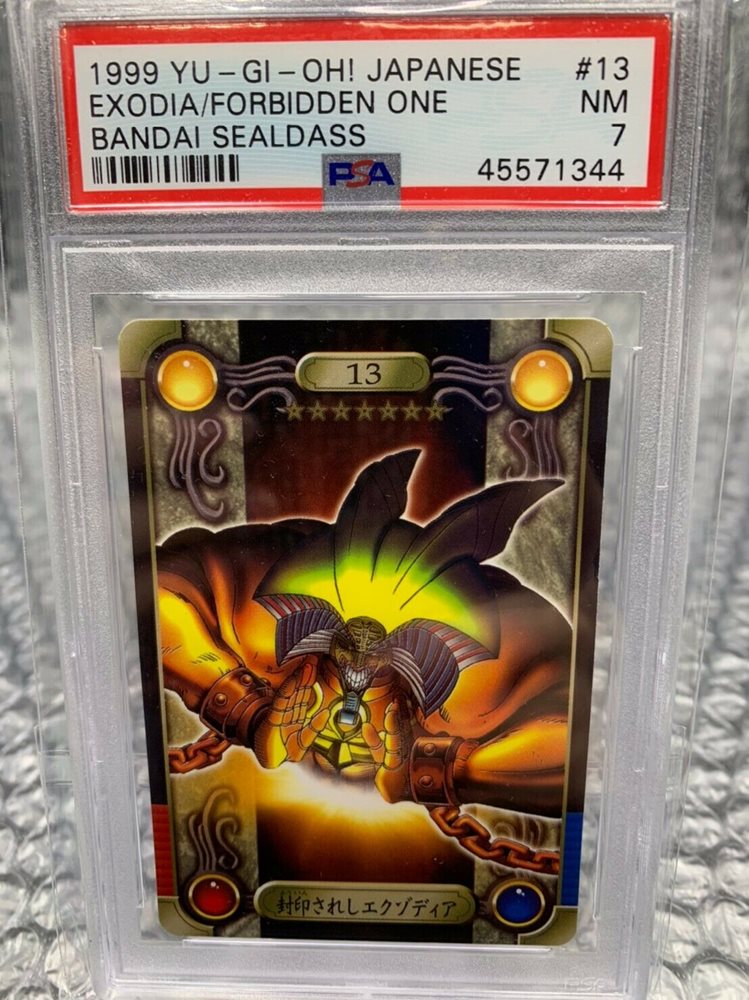 1999 YU-GI-OH! JAPANESE #13
EXODIA/FORBIDDEN ONE NM
BANDAI SEALDASS 7
PSA 45571344
13
封印されしエクゾディア